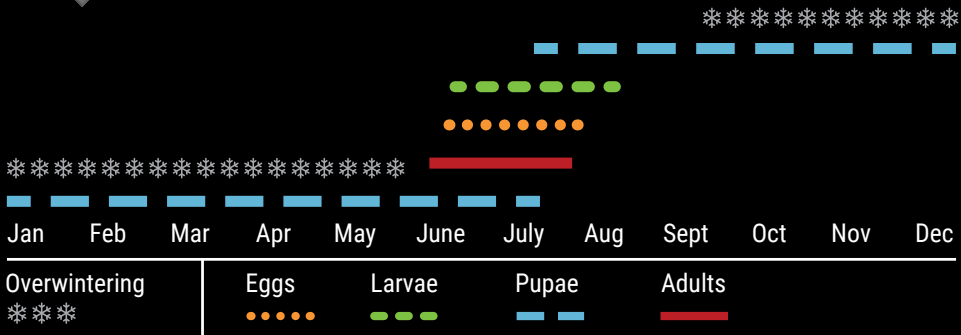 Jan Feb Mar Apr May June July Aug Sept Oct Nov Dec
Overwintering Eggs Larvae Pupae Adults